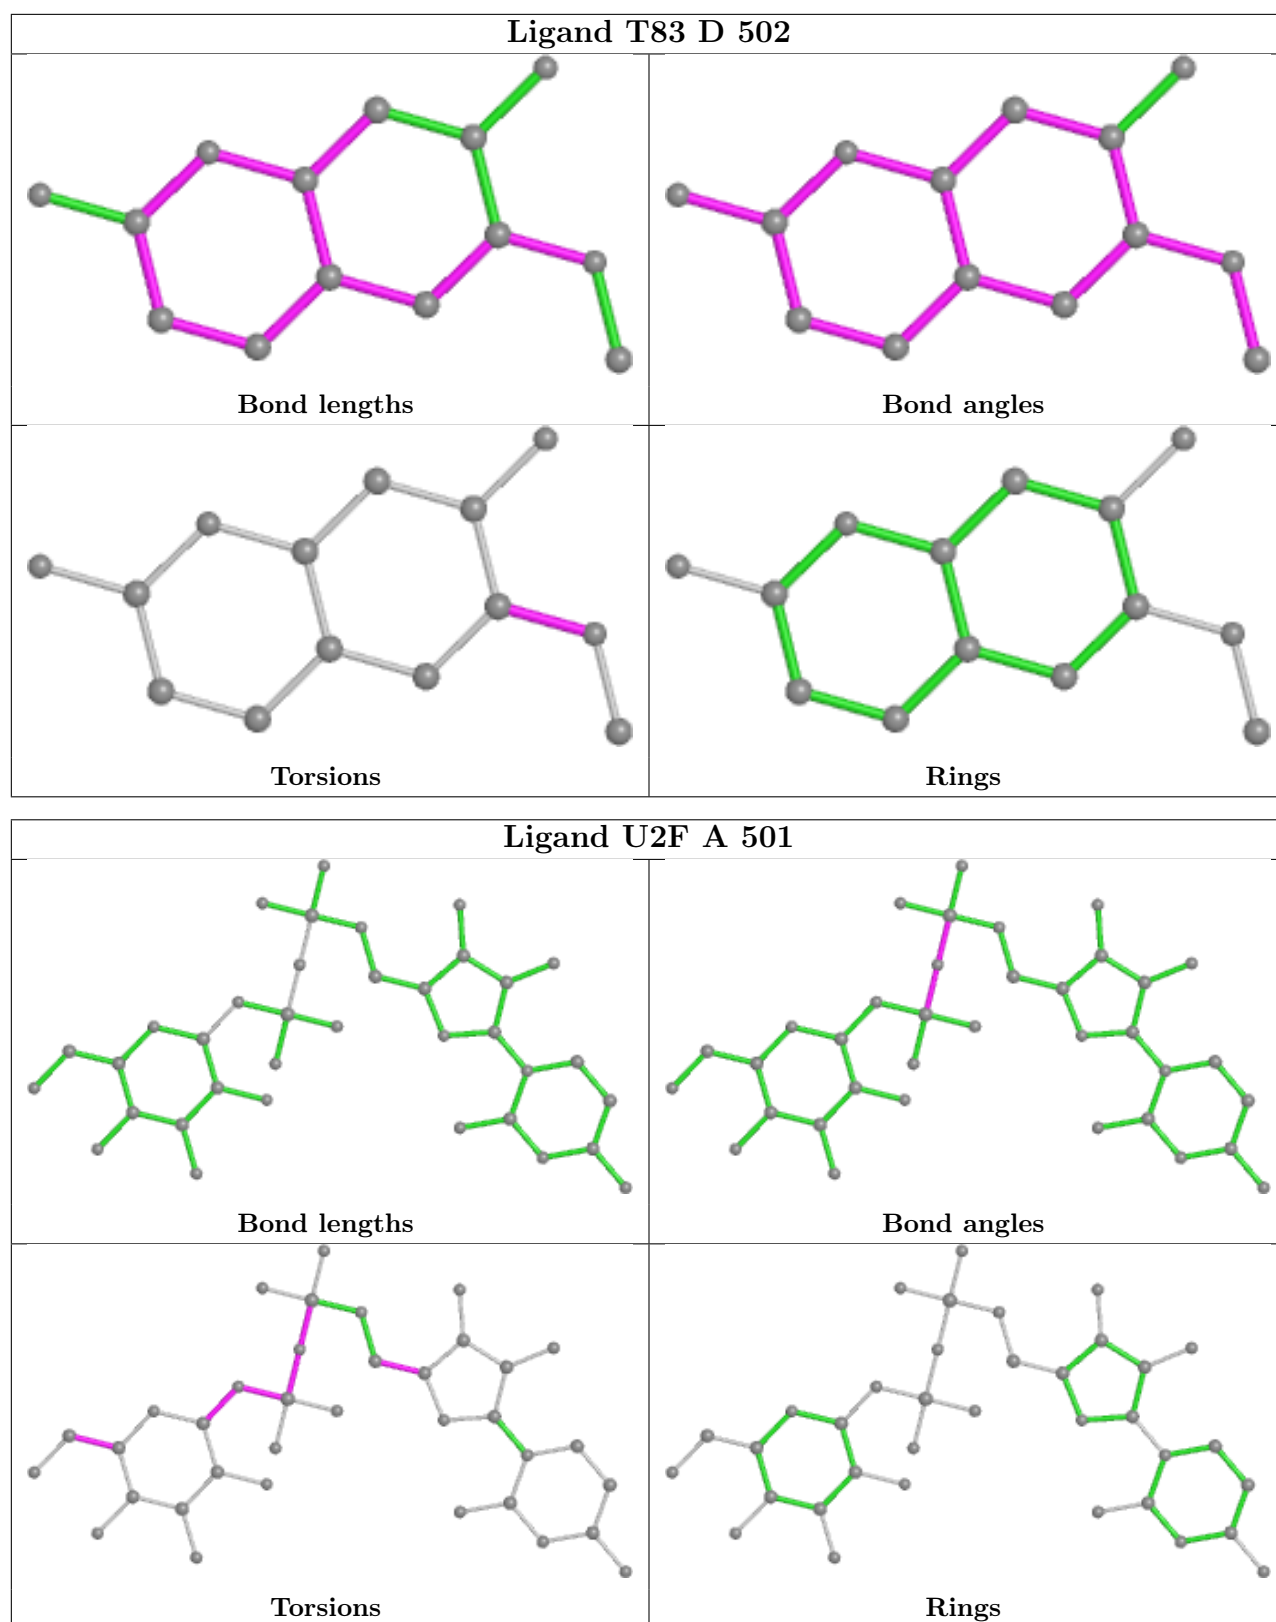 Ligand T83 D 502
Bond lengths
Bond angles
Torsions
Rings
Ligand U2F A 501
Bond lengths
Bond angles
Torsions
Rings